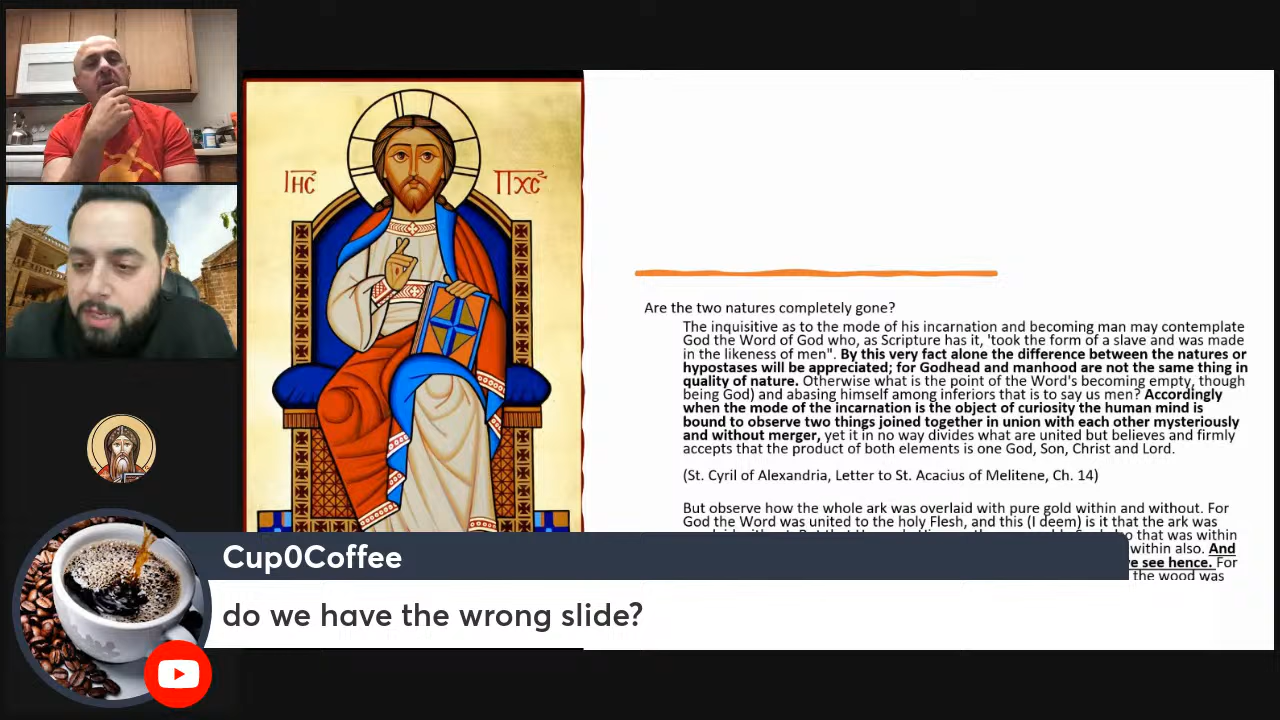 ΙΗC
ΠΧC
Are the two natures completely gone?
The inquisitive as to the mode of his incarnation and becoming man may contemplate
God the Word of God who, as Scripture has it, 'took the form of a slave and was made
in the likeness of men". By this very fact alone the difference between the natures or
hypostases will be appreciated; for Godhead and manhood are not the same thing in
quality of nature. Otherwise what is the point of the Word's becoming empty, though
being God) and abasing himself among inferiors that is to say us men? Accordingly
when the mode of the incarnation is the object of curiosity the human mind is
bound to observe two things joined together in union with each other mysteriously
and without merger, yet it in no way divides what are united but believes and firmly
accepts that the product of both elements is one God, Son, Christ and Lord.
(St. Cyril of Alexandria, Letter to St. Acacius of Melitene, Ch. 14)
But observe how the whole ark was overlaid with pure gold within and without. For
God the Word was united to the holy Flesh, and this (I deem) is it that the ark was
that was within
within also. And
see hence. For
the wood was
Cup0Coffee
do we have the wrong slide?